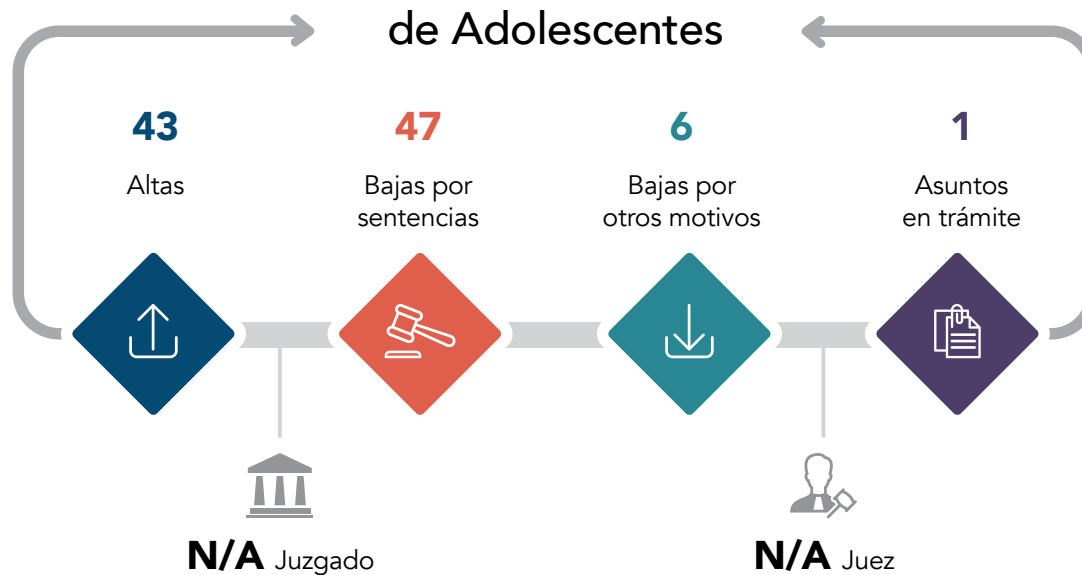 de Adolescentes
43
Altas
47
Bajas por
sentencias
6
Bajas por
otros motivos
1
Asuntos
en trámite
N/A Juzgado
N/A Juez